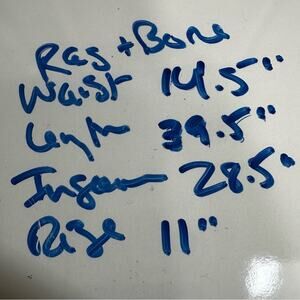 Rag + Bone
Waist 14.5"
Length 39.5"
Inseam 28.5"
Rise 11"